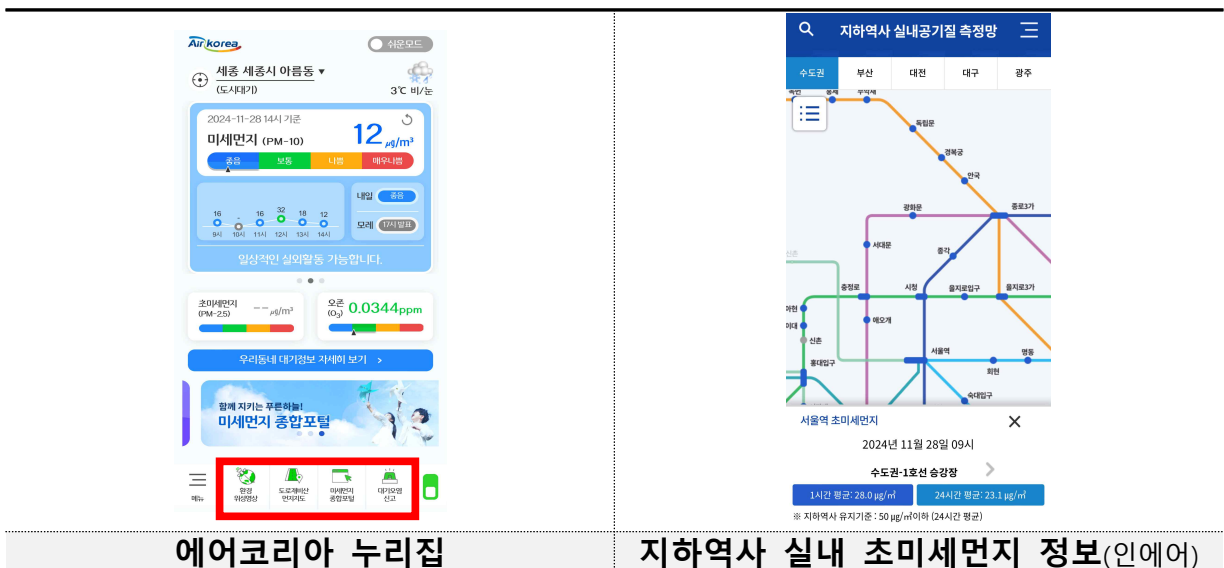 Airkorea
쉬운모드
세종 세종시 아름동 ▼
(도시대기)
3℃ 비/눈
2024-11-28 14시 기준
미세먼지 (PM-10)
12 μg/m³
좋음 보통 나쁨 매우나쁨
16 - 16 32 18 12
9시 10시 11시 12시 13시 14시
내일 좋음
모레 17시 발표
일상적인 실외활동 가능합니다.
초미세먼지
(PM-2.5)
-- μg/m³
오존
(O₃)
0.0344ppm
우리동네 대기정보 자세히 보기 >
함께 지키는 푸른하늘!
미세먼지 종합포털
메뉴
환경
위성영상
도로재비산
먼지지도
미세먼지
종합포털
대기오염
신고
에어코리아 누리집
지하역사 실내공기질 측정망
수도권 부산 대전 대구 광주
독립문
경복궁
안국
광화문
종로3가
서대문
종각
신촌
충정로
시청
을지로입구
을지로3가
아현
이대
애오개
신촌
서울역
명동
홍대입구
회현
숙대입구
서울역 초미세먼지 ×
2024년 11월 28일 09시
수도권-1호선 승강장 >
1시간 평균: 28.0 μg/㎥
24시간 평균: 23.1 μg/㎥
※ 지하역사 유지기준 : 50 μg/㎥이하 (24시간 평균)
지하역사 실내 초미세먼지 정보(인에어)